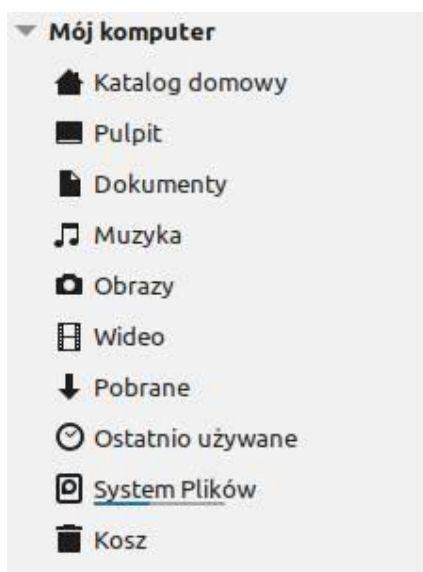 Mój komputer
Katalog domowy
Pulpit
Dokumenty
Muzyka
Obrazy
Wideo
Pobrane
Ostatnio używane
System Plików
Kosz